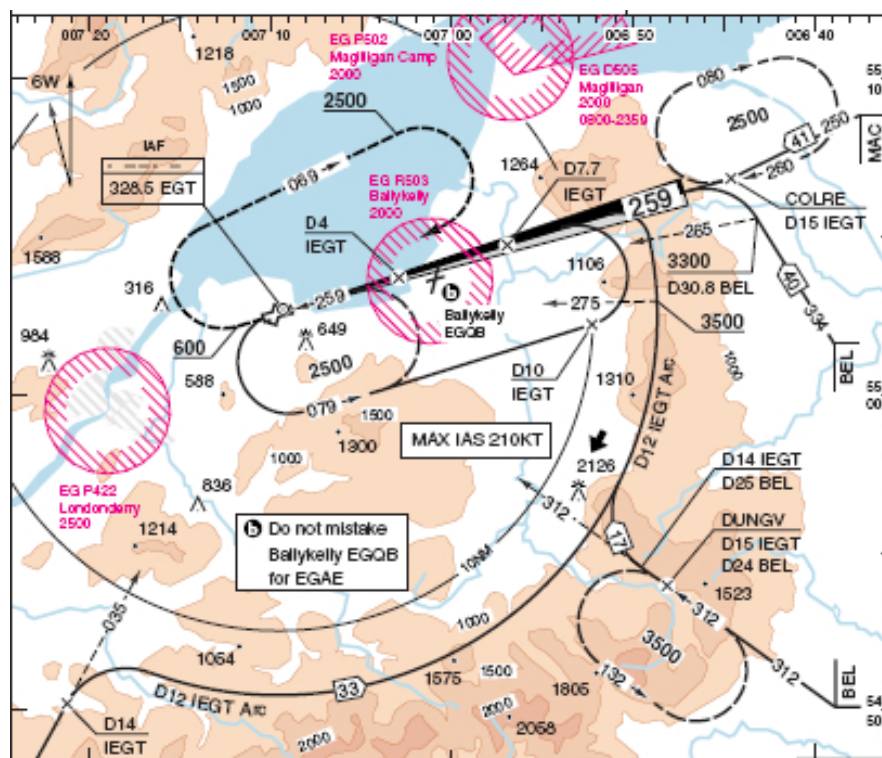 007 20
007 10
007 00
006 50
006 40
1218
EG P502
Magilligan Camp
2000
EG D505
Magilligan
2000
0800-2359
55
10
6W
1500
1000
2500
080
2500
41
250
260
MAC
IAF
328.5 EGT
069
EG R503
Ballykelly
2000
1264
D7.7
IEGT
259
COLRE
D15 IEGT
D4
IEGT
265
3300
D30.8 BEL
1588
316
259
1106
275
3500
40
334
BEL
b
Ballykelly
EGQB
984
600
649
2500
588
D10
IEGT
1310
1000
55
00
079
1500
1300
MAX IAS 210KT
D12 IEGT Arc
1000
2126
D14 IEGT
D25 BEL
EG P422
Londonderry
2500
836
312
17
DUNGV
D15 IEGT
D24 BEL
1214
b Do not mistake
Ballykelly EGQB
for EGAE
10NM
1523
312
035
1000
1064
3500
312
BEL
D12 IEGT Arc
33
1575
1500
1805
132
54
50
D14
IEGT
2000
2000
2058